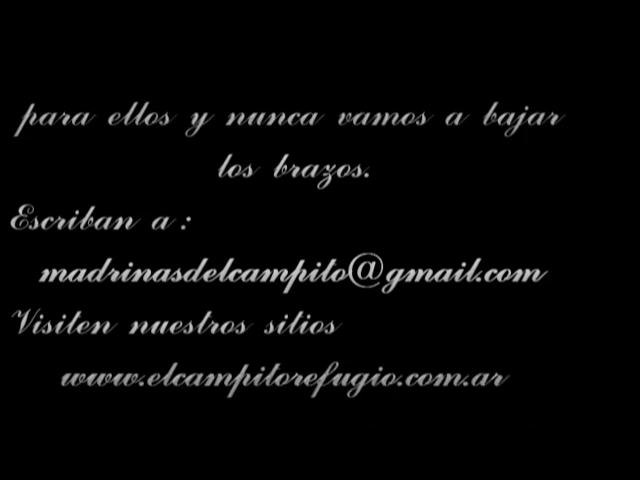 para ellos y nunca vamos a bajar
los brazos.
Escriban a :
madrinasdelcampito@gmail.com
Visiten nuestros sitios
www.elcampitorefugio.com.ar